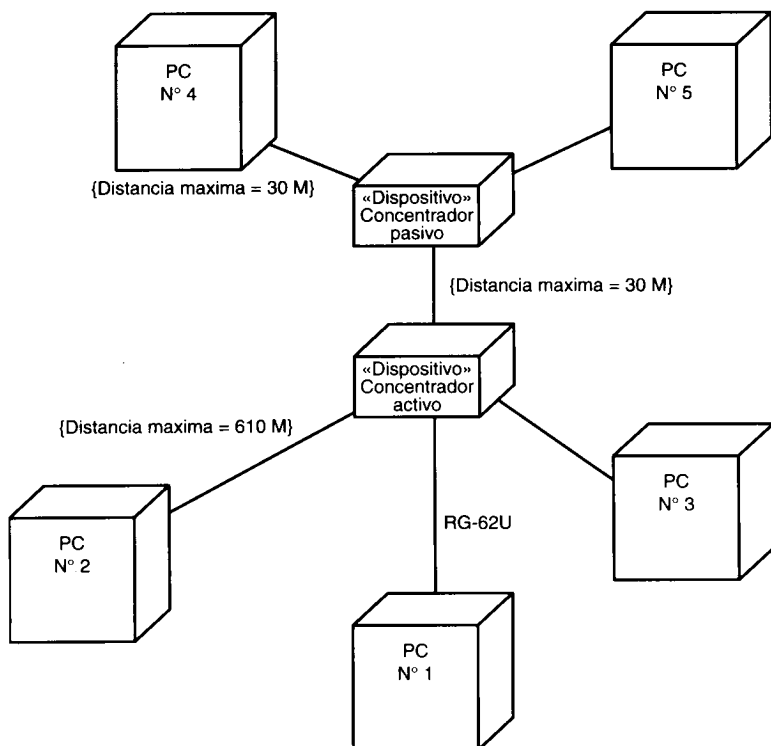 PC
N° 4
PC
N° 5
{Distancia maxima = 30 M}
«Dispositivo»
Concentrador
pasivo
{Distancia maxima = 30 M}
«Dispositivo»
Concentrador
activo
{Distancia maxima = 610 M}
PC
N° 3
PC
N° 2
RG-62U
PC
N° 1